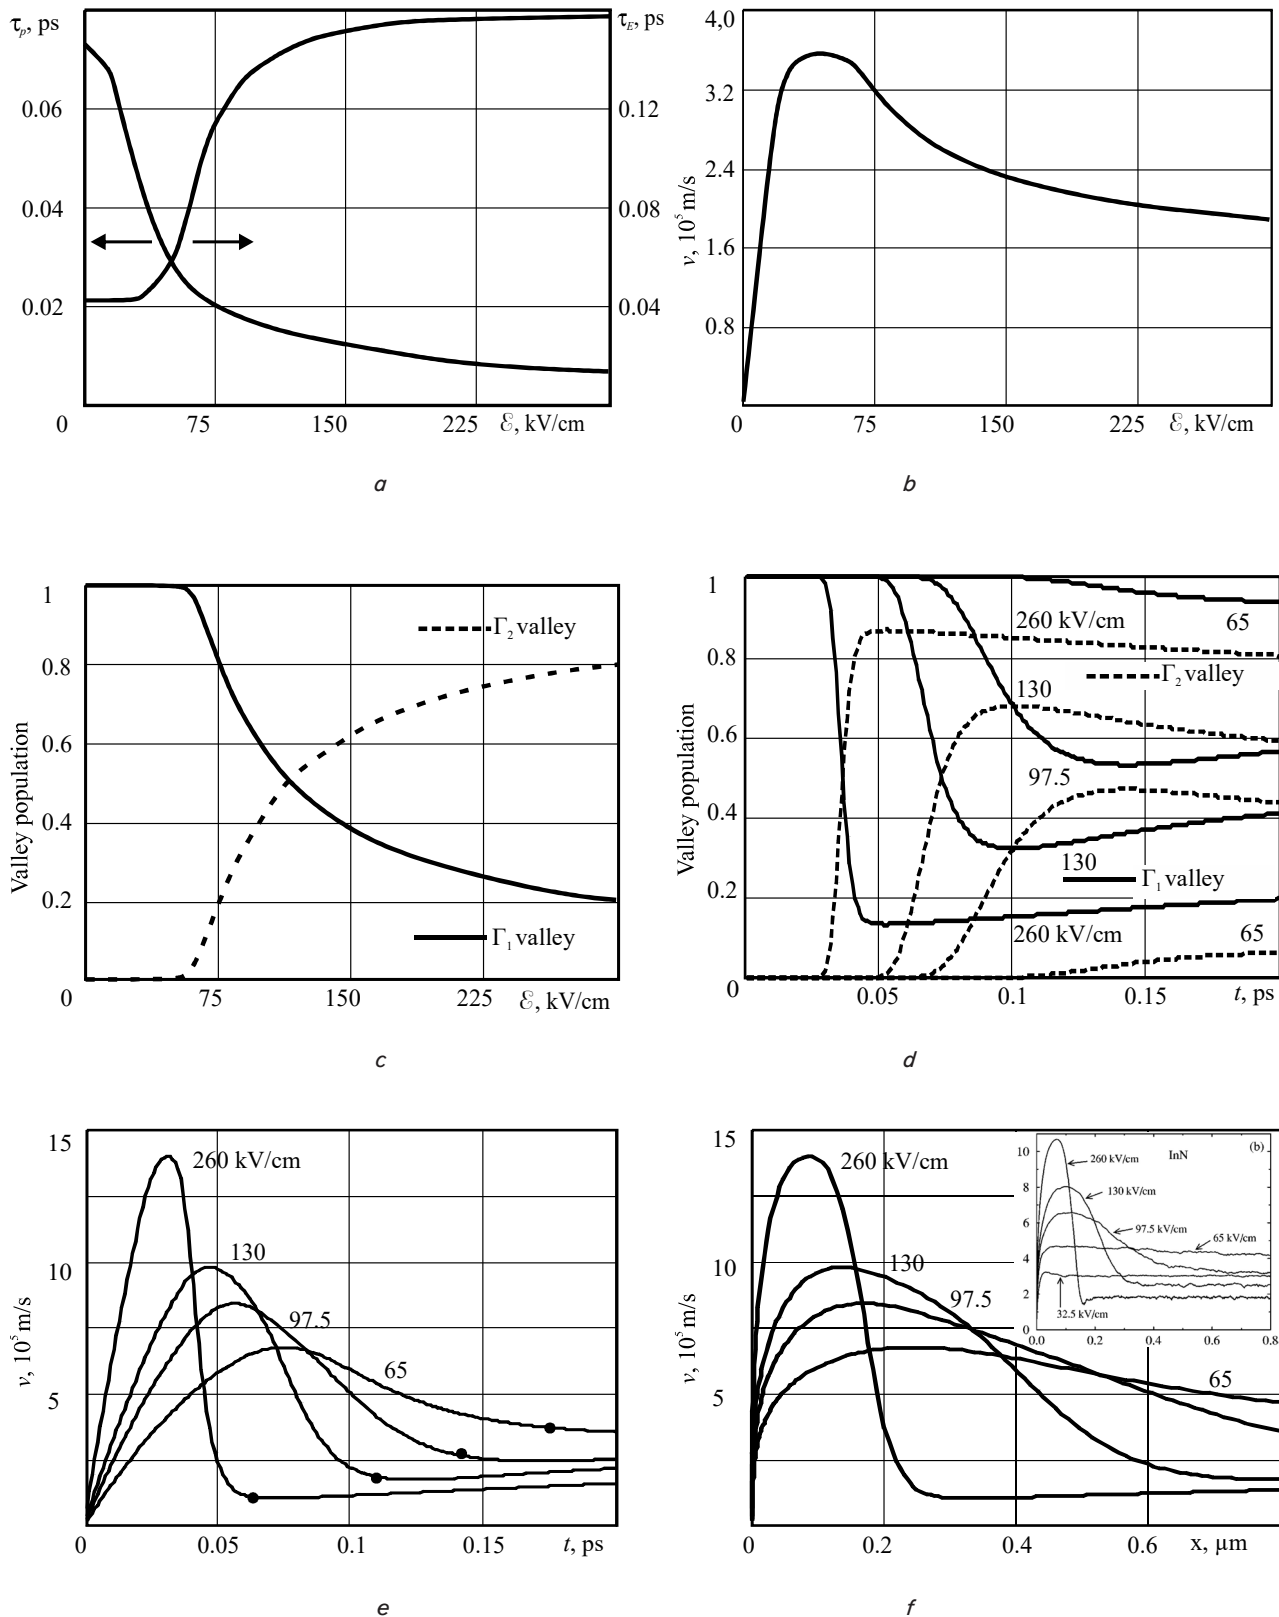 τp, ps
τE, ps
0.06
0.12
0.04
0.08
0.02
0.04
0
75
150
225
ℰ, kV/cm
a
4,0
3.2
2.4
1.6
0.8
v, 10^5 m/s
0
75
150
225
ℰ, kV/cm
b
1
0.8
0.6
0.4
0.2
0
Valley population
Γ2 valley
Γ1 valley
75
150
225
ℰ, kV/cm
c
1
0.8
0.6
0.4
0.2
0
Valley population
260 kV/cm
65
Γ2 valley
130
97.5
130
Γ1 valley
260 kV/cm
65
0.05
0.1
0.15
t, ps
d
15
10
5
v, 10^5 m/s
260 kV/cm
130
97.5
65
0
0.05
0.1
0.15
t, ps
e
15
10
5
v, 10^5 m/s
260 kV/cm
130
97.5
65
0
0.2
0.4
0.6
x, μm
10
8
6
4
2
0
InN
(b)
260 kV/cm
130 kV/cm
97.5 kV/cm
65 kV/cm
32.5 kV/cm
0.0
0.2
0.4
0.6
0.8
f